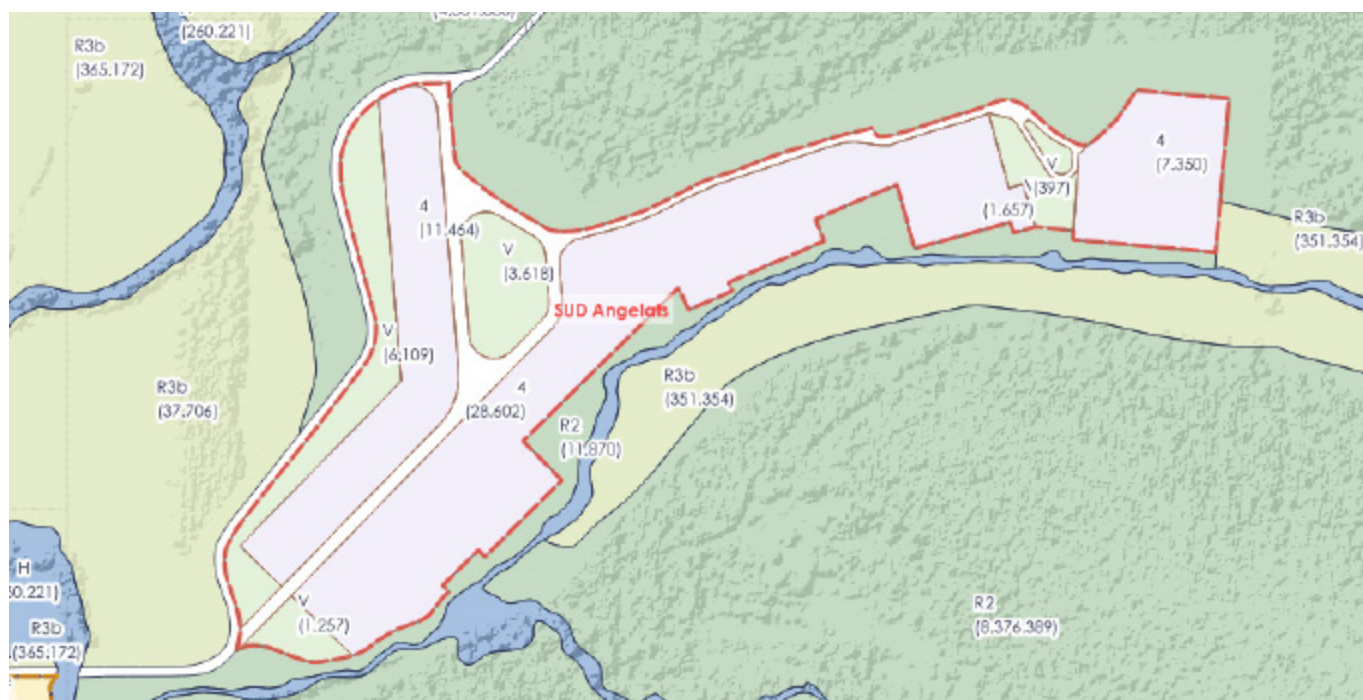 (260.221)
R3b
(365.172)
4
(11.464)
V
(3.618)
4
(7.350)
V
(397)
(1.657)
R3b
(351.354)
SUD Angelats
V
(6.109)
R3b
(37.706)
4
(28.602)
R3b
(351.354)
R2
(11.870)
H
R3b
(365.172)
V
(1.257)
R2
(8.376.389)